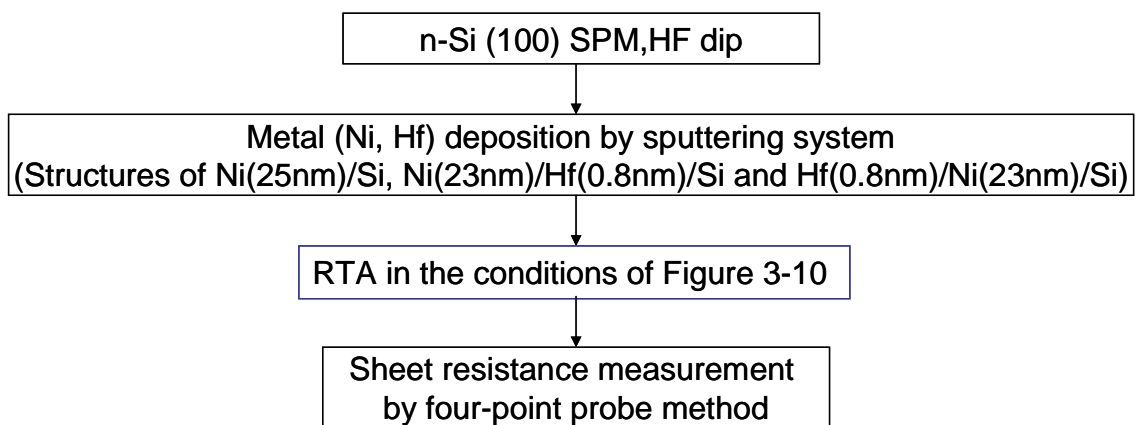 n-Si (100) SPM,HF dip
Metal (Ni, Hf) deposition by sputtering system
(Structures of Ni(25nm)/Si, Ni(23nm)/Hf(0.8nm)/Si and Hf(0.8nm)/Ni(23nm)/Si)
RTA in the conditions of Figure 3-10
Sheet resistance measurement
by four-point probe method